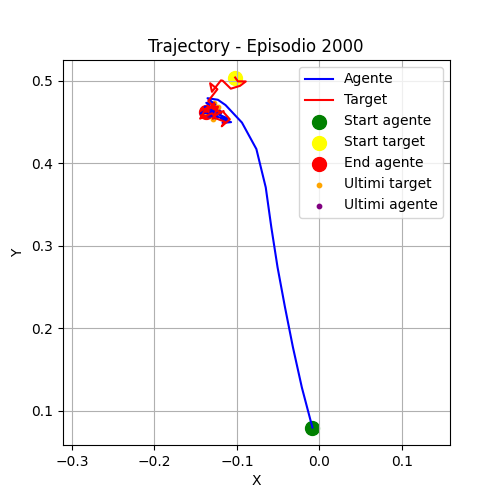 Trajectory - Episodio 2000
Agente
Target
Start agente
Start target
End agente
Ultimi target
Ultimi agente
0.5
0.4
0.3
0.2
0.1
Y
−0.3
−0.2
−0.1
0.0
0.1
X